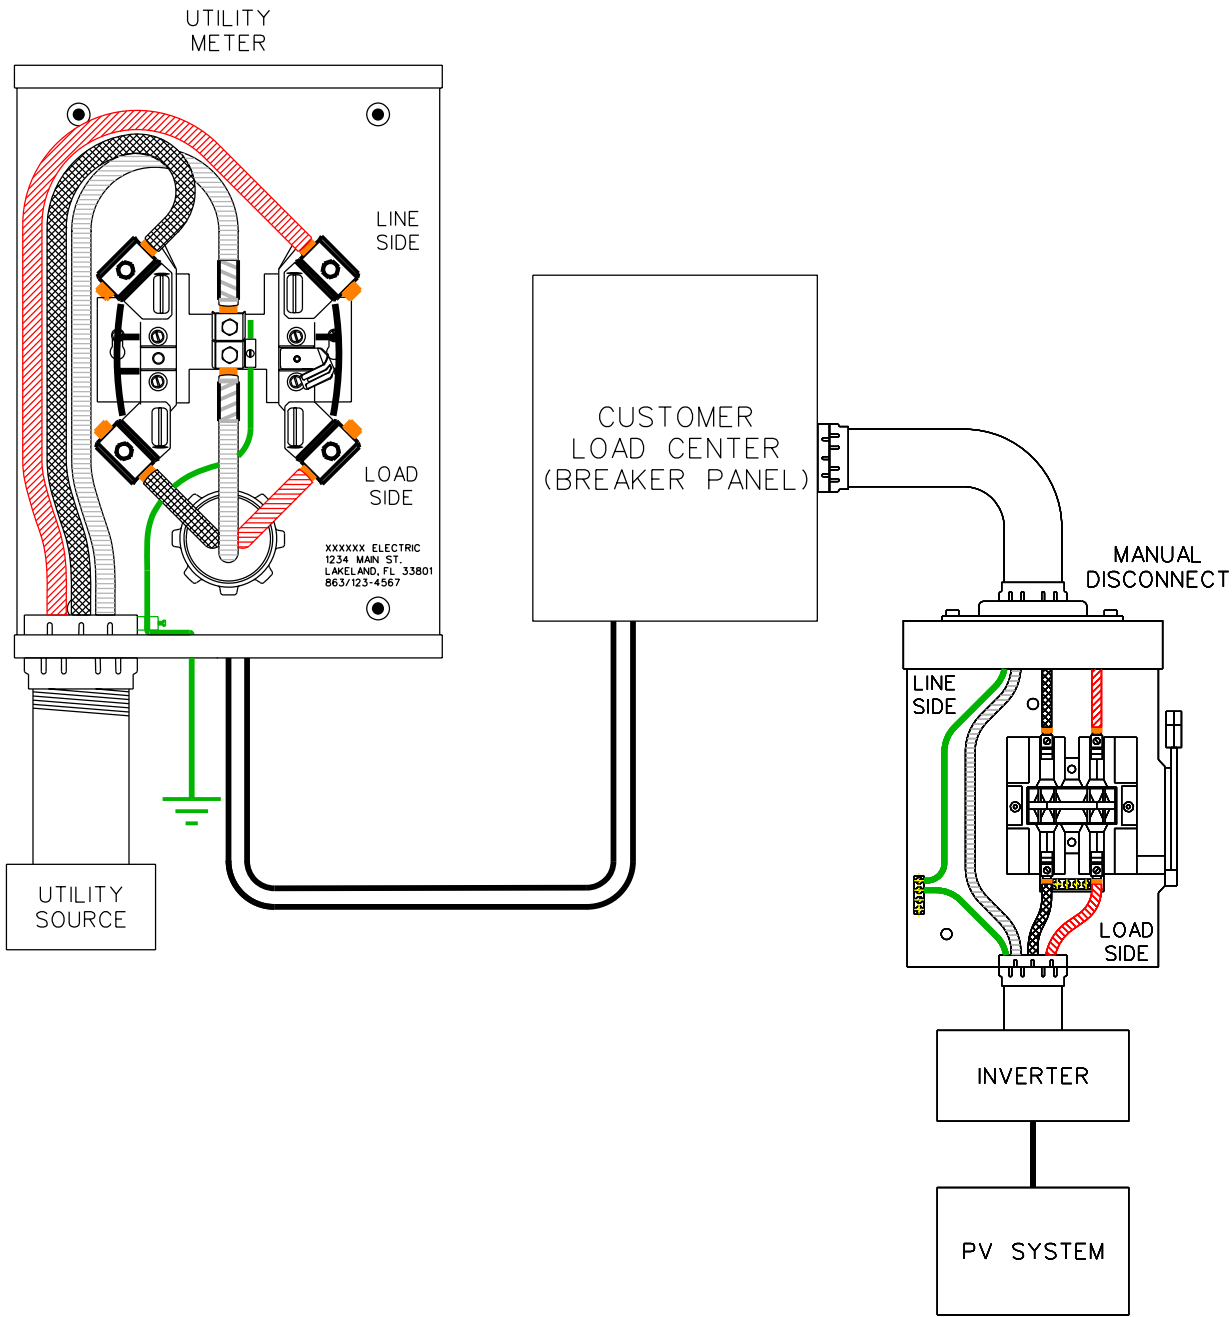 UTILITY
METER
LINE
SIDE
LOAD
SIDE
XXXXXX ELECTRIC
1234 MAIN ST.
LAKELAND, FL 33801
863/123-4567
UTILITY
SOURCE
CUSTOMER
LOAD CENTER
(BREAKER PANEL)
MANUAL
DISCONNECT
LINE
SIDE
LOAD
SIDE
INVERTER
PV SYSTEM